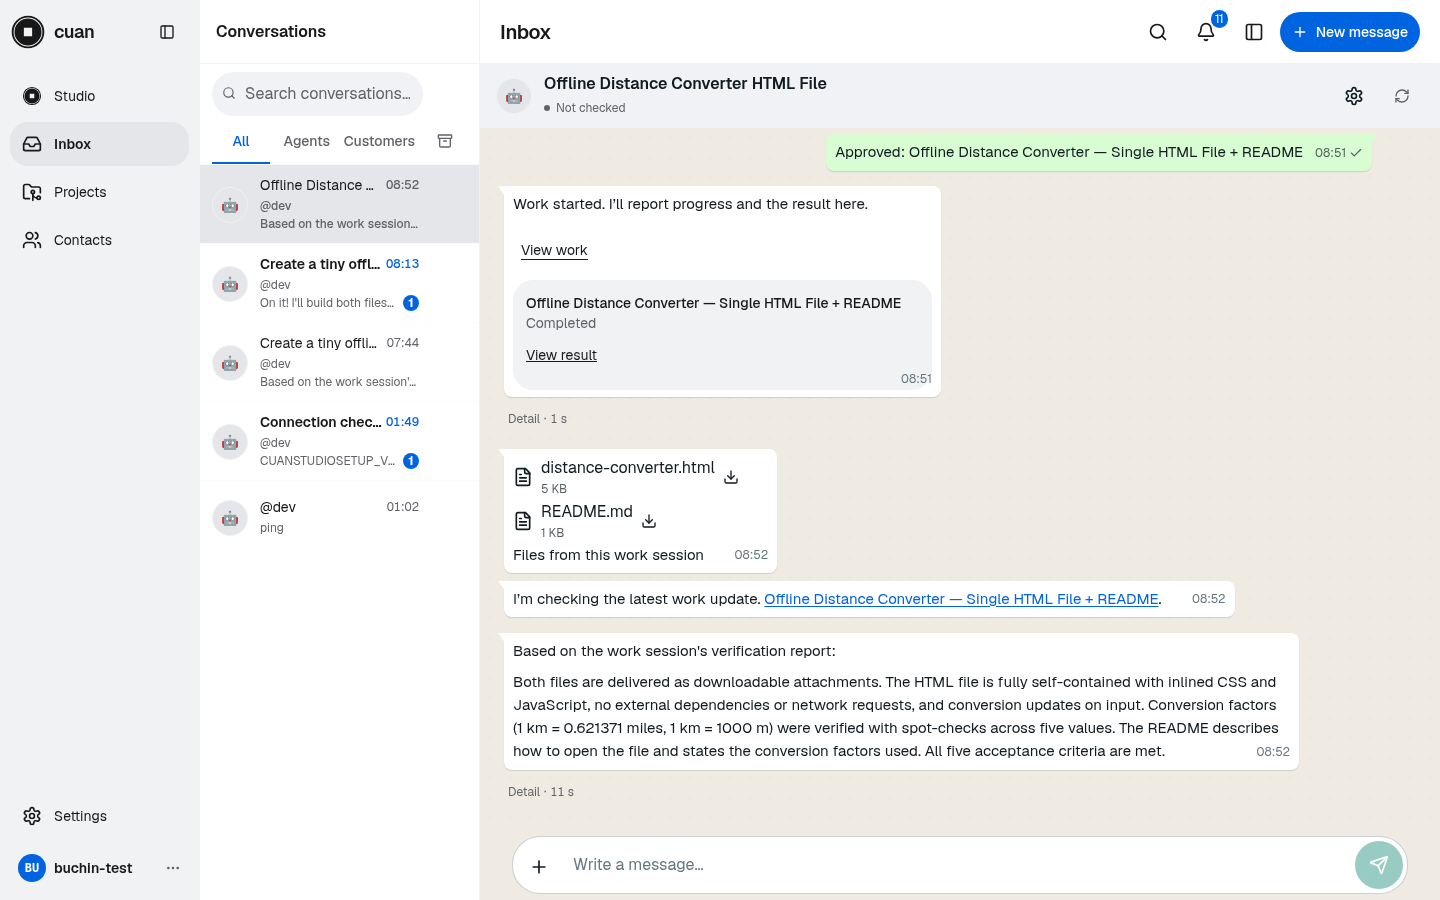 cuan
Studio
Inbox
Projects
Contacts
Settings
BU
buchin-test
Conversations
Search conversations...
All
Agents
Customers
Offline Distance ...
08:52
@dev
Based on the work session...
Create a tiny offl...
08:13
@dev
On it! I'll build both files...
1
Create a tiny offli...
07:44
@dev
Based on the work session'...
Connection chec...
01:49
@dev
CUANSTUDIOSETUP_V...
1
@dev
01:02
ping
Inbox
11
New message
Offline Distance Converter HTML File
Not checked
Approved: Offline Distance Converter — Single HTML File + README
08:51
Work started. I'll report progress and the result here.
View work
Offline Distance Converter — Single HTML File + README
Completed
View result
08:51
Detail · 1 s
distance-converter.html
5 KB
README.md
1 KB
Files from this work session
08:52
I'm checking the latest work update. Offline Distance Converter — Single HTML File + README.
08:52
Based on the work session's verification report:
Both files are delivered as downloadable attachments. The HTML file is fully self-contained with inlined CSS and
JavaScript, no external dependencies or network requests, and conversion updates on input. Conversion factors
(1 km = 0.621371 miles, 1 km = 1000 m) were verified with spot-checks across five values. The README describes
how to open the file and states the conversion factors used. All five acceptance criteria are met.
08:52
Detail · 11 s
Write a message...